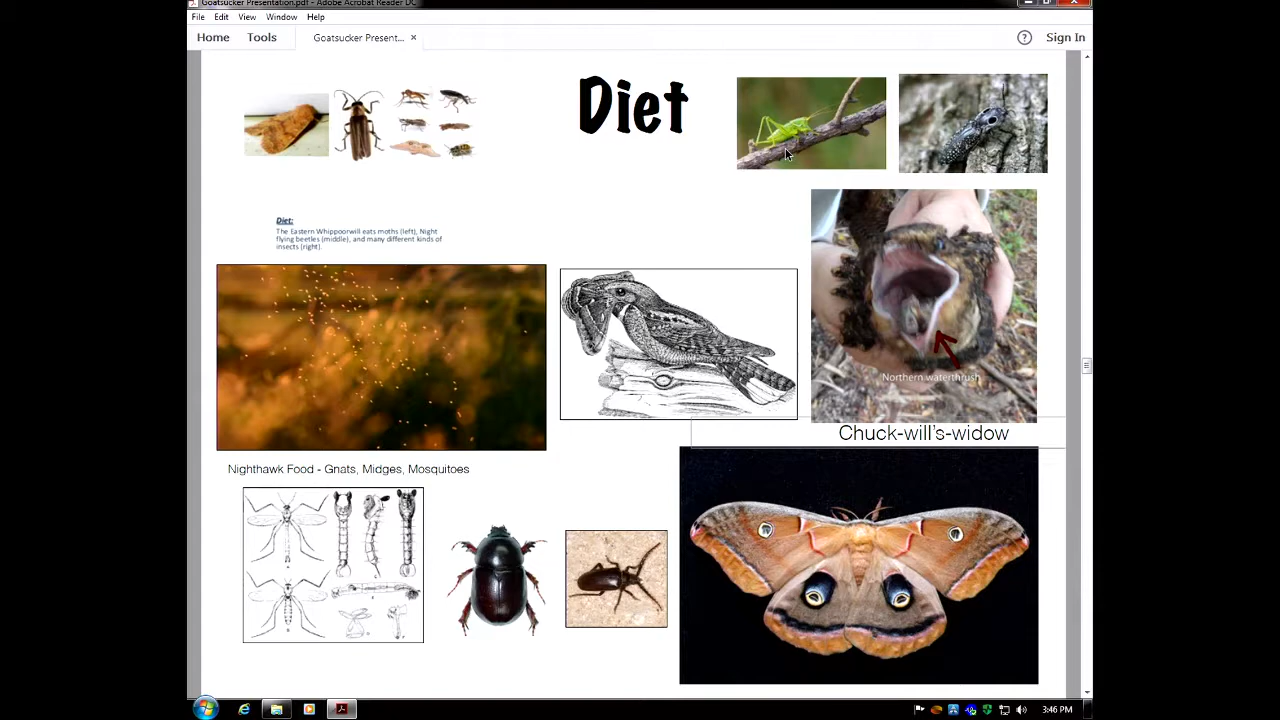 Goatsucker Presentation.pdf - Adobe Acrobat Reader DC
File Edit View Window Help
Home Tools Goatsucker Present... × Sign In
Diet
Diet:
The Eastern Whippoorwill eats moths (left), Night
flying beetles (middle), and many different kinds of
insects (right).
Northern waterthrush
Chuck-will's-widow
Nighthawk Food - Gnats, Midges, Mosquitoes
3:46 PM